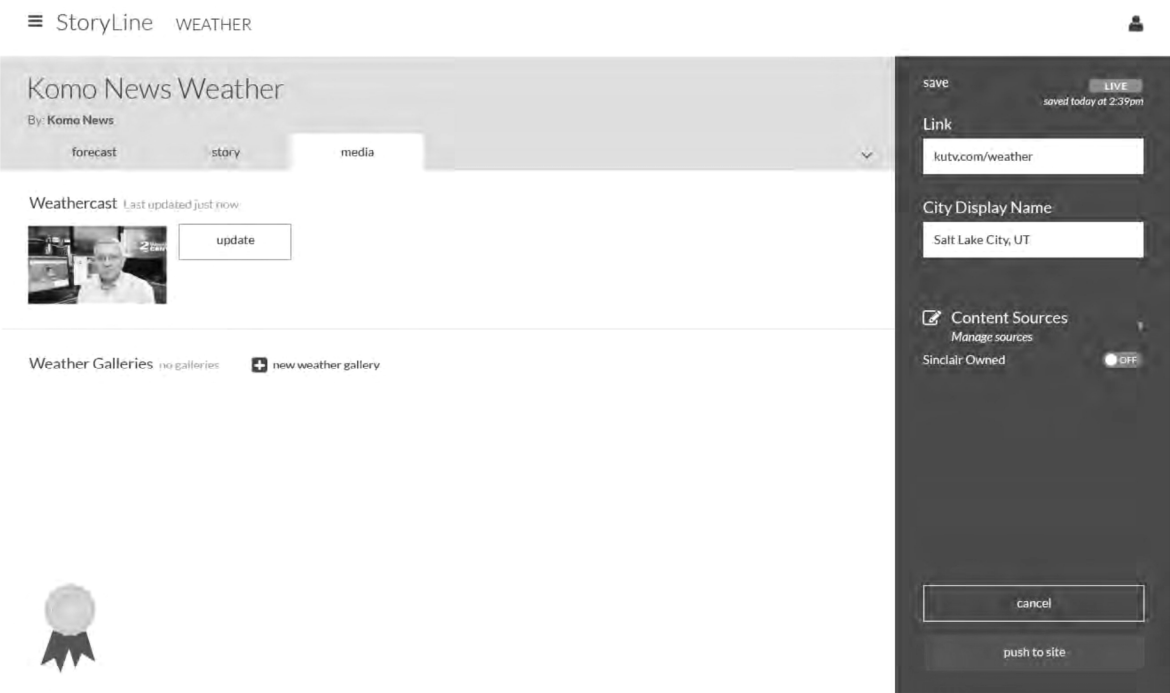 StoryLine WEATHER
Komo News Weather
By: Komo News
forecast story media
Weathercast Last updated just now
update
Weather Galleries no galleries new weather gallery
save
LIVE
saved today at 2:39pm
Link
kutv.com/weather
City Display Name
Salt Lake City, UT
Content Sources
Manage sources
Sinclair Owned OFF
cancel
push to site